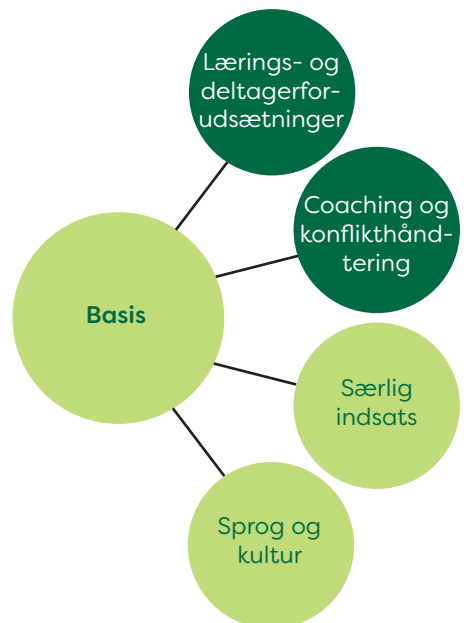 Lærings- og
deltagerfor-
udsætninger
Coaching og
konflikthånd-
tering
Basis
Særlig
indsats
Sprog og
kultur